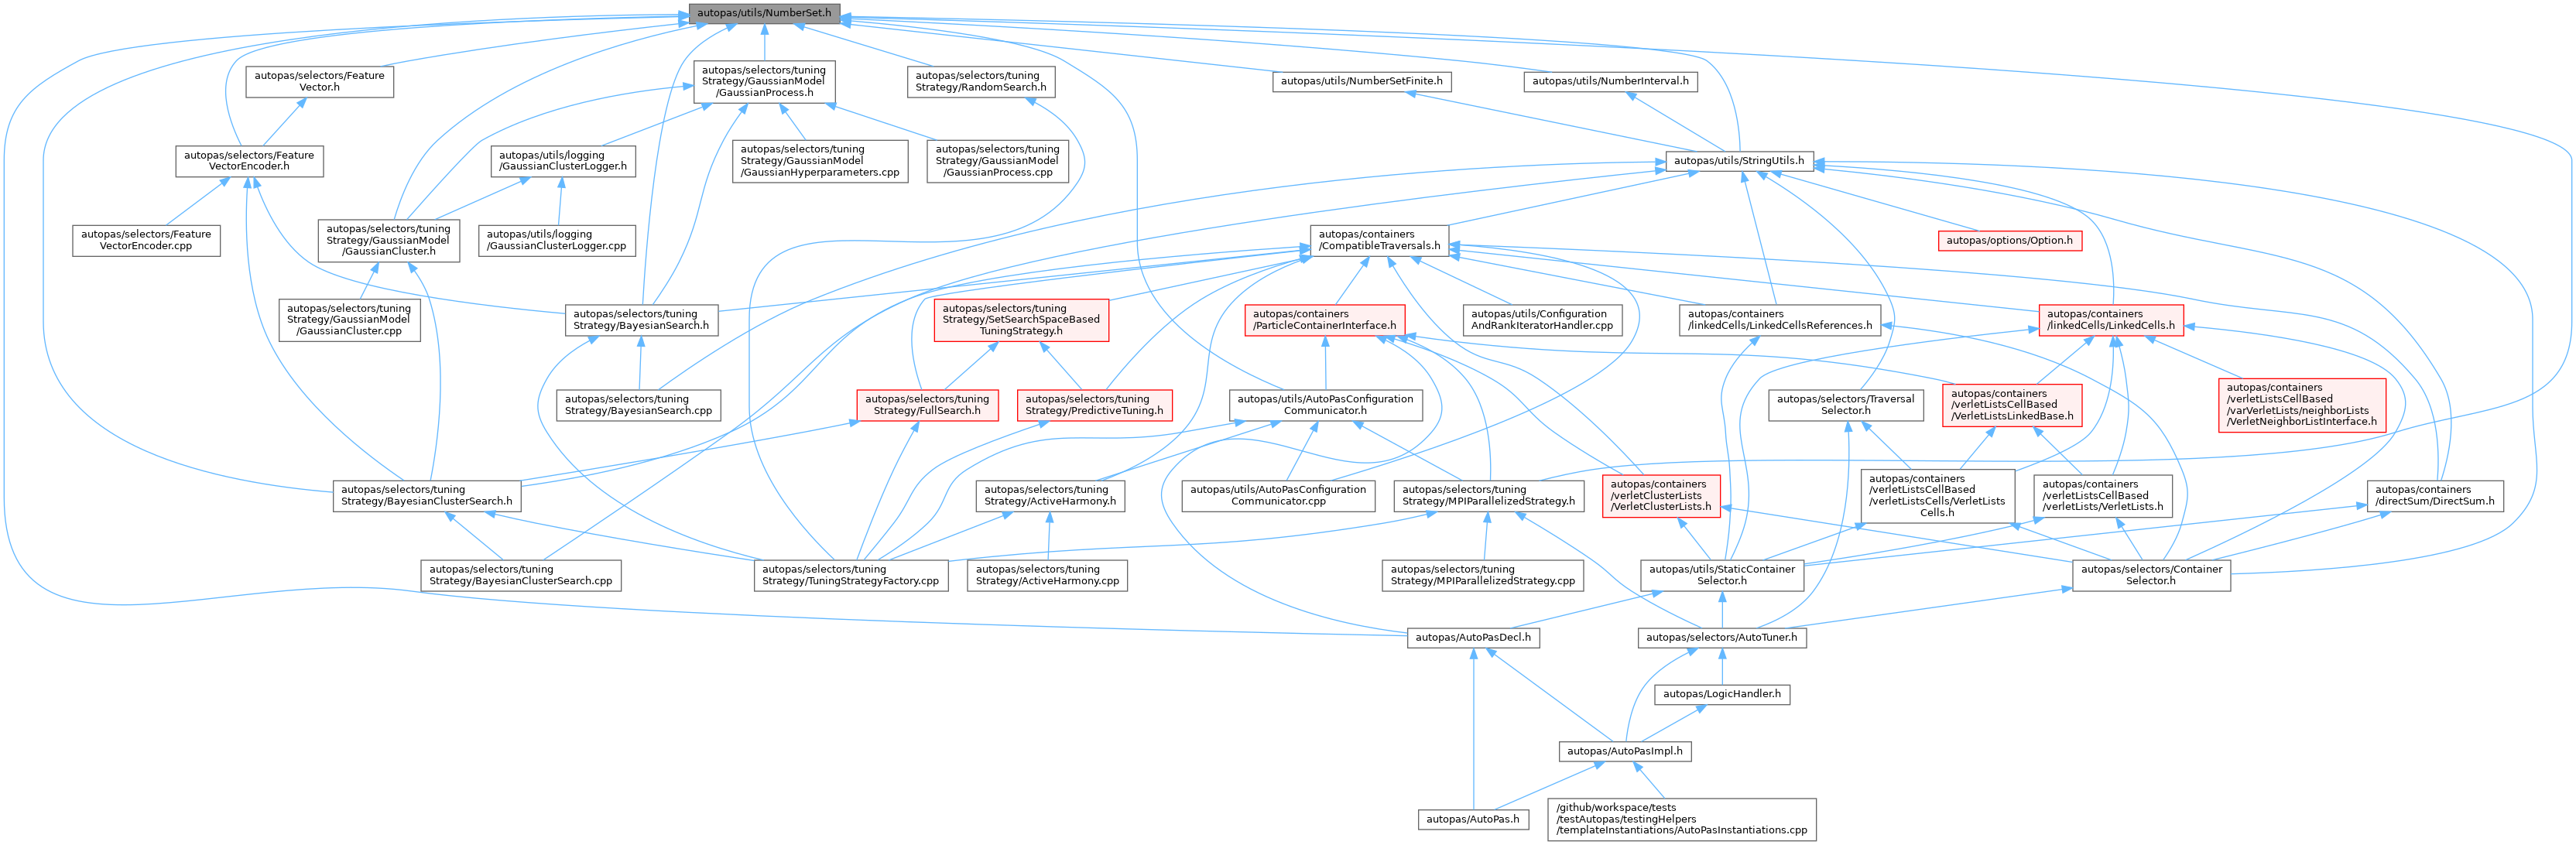 autopas/utils/NumberSet.h
autopas/selectors/Feature
Vector.h
autopas/selectors/tuning
Strategy/GaussianModel
/GaussianProcess.h
autopas/selectors/tuning
Strategy/RandomSearch.h
autopas/utils/NumberSetFinite.h
autopas/utils/NumberInterval.h
autopas/selectors/Feature
VectorEncoder.h
autopas/utils/logging
/GaussianClusterLogger.h
autopas/selectors/tuning
Strategy/GaussianModel
/GaussianHyperparameters.cpp
autopas/selectors/tuning
Strategy/GaussianModel
/GaussianProcess.cpp
autopas/utils/StringUtils.h
autopas/selectors/Feature
VectorEncoder.cpp
autopas/selectors/tuning
Strategy/GaussianModel
/GaussianCluster.h
autopas/utils/logging
/GaussianClusterLogger.cpp
autopas/containers
/CompatibleTraversals.h
autopas/options/Option.h
autopas/selectors/tuning
Strategy/GaussianModel
/GaussianCluster.cpp
autopas/selectors/tuning
Strategy/BayesianSearch.h
autopas/selectors/tuning
Strategy/SetSearchSpaceBased
TuningStrategy.h
autopas/containers
/ParticleContainerInterface.h
autopas/utils/Configuration
AndRankIteratorHandler.cpp
autopas/containers
/linkedCells/LinkedCellsReferences.h
autopas/containers
/linkedCells/LinkedCells.h
autopas/selectors/tuning
Strategy/BayesianSearch.cpp
autopas/selectors/tuning
Strategy/FullSearch.h
autopas/selectors/tuning
Strategy/PredictiveTuning.h
autopas/utils/AutoPasConfiguration
Communicator.h
autopas/selectors/Traversal
Selector.h
autopas/containers
/verletListsCellBased
/VerletListsLinkedBase.h
autopas/containers
/verletListsCellBased
/varVerletLists/neighborLists
/VerletNeighborListInterface.h
autopas/selectors/tuning
Strategy/BayesianClusterSearch.h
autopas/selectors/tuning
Strategy/ActiveHarmony.h
autopas/utils/AutoPasConfiguration
Communicator.cpp
autopas/selectors/tuning
Strategy/MPIParallelizedStrategy.h
autopas/containers
/verletClusterLists
/VerletClusterLists.h
autopas/containers
/verletListsCellBased
/verletListsCells/VerletLists
Cells.h
autopas/containers
/verletListsCellBased
/verletLists/VerletLists.h
autopas/containers
/directSum/DirectSum.h
autopas/selectors/tuning
Strategy/BayesianClusterSearch.cpp
autopas/selectors/tuning
Strategy/TuningStrategyFactory.cpp
autopas/selectors/tuning
Strategy/ActiveHarmony.cpp
autopas/selectors/tuning
Strategy/MPIParallelizedStrategy.cpp
autopas/utils/StaticContainer
Selector.h
autopas/selectors/Container
Selector.h
autopas/AutoPasDecl.h
autopas/selectors/AutoTuner.h
autopas/LogicHandler.h
autopas/AutoPasImpl.h
autopas/AutoPas.h
/github/workspace/tests
/testAutopas/testingHelpers
/templateInstantiations/AutoPasInstantiations.cpp